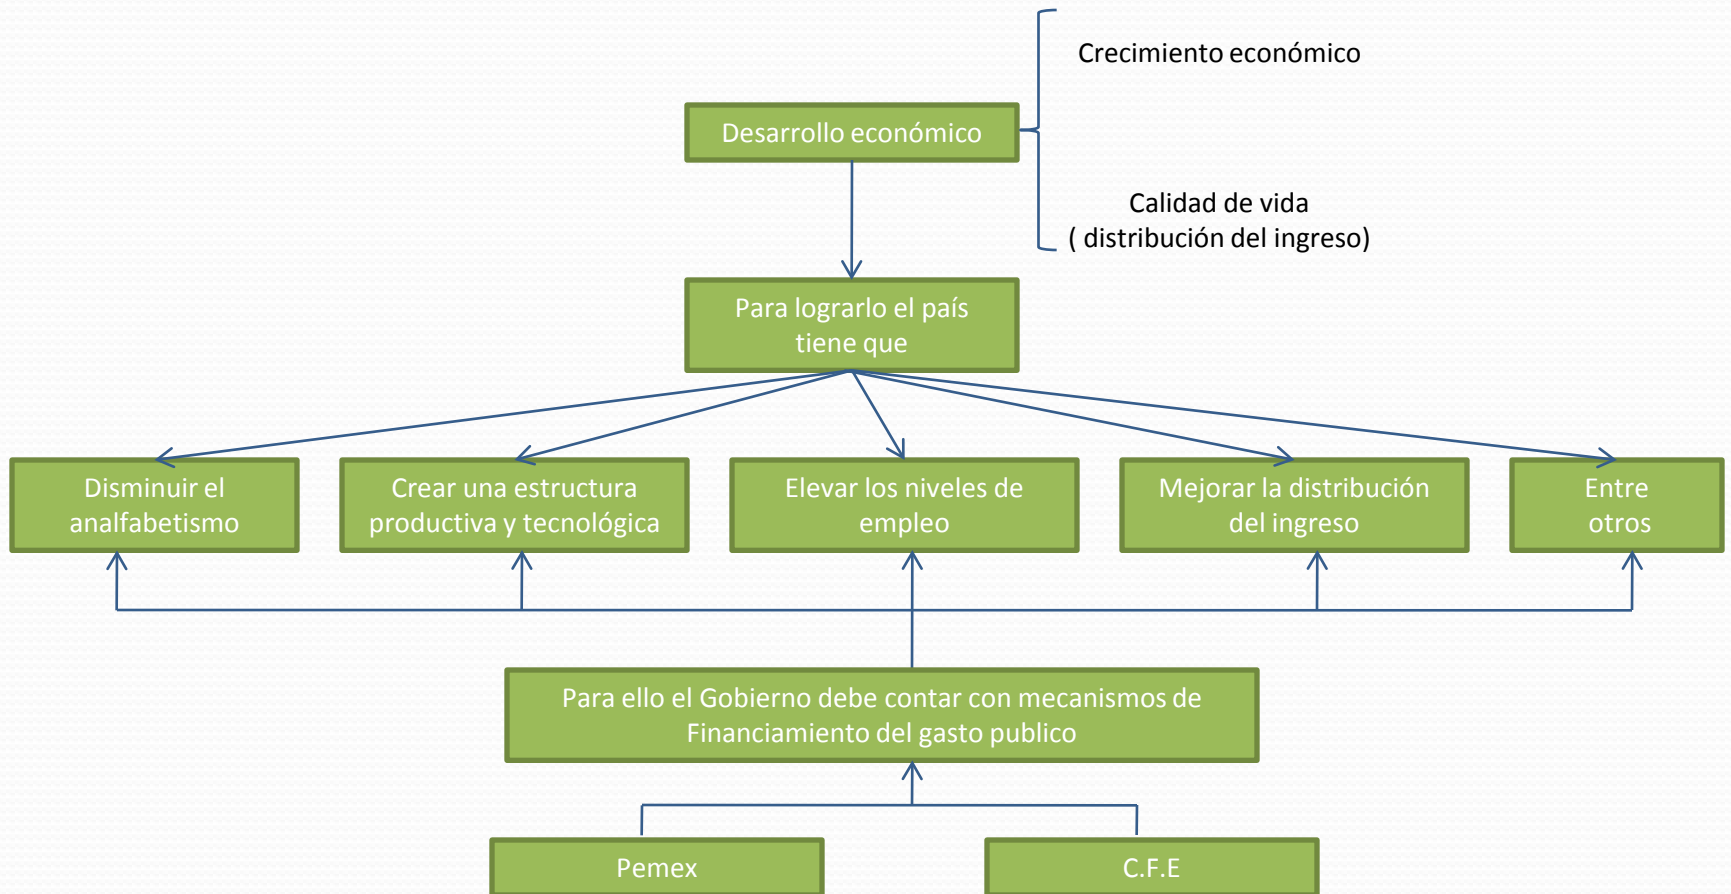 Crecimiento económico
Desarrollo económico
Calidad de vida
( distribución del ingreso)
Para lograrlo el país
tiene que
Disminuir el
analfabetismo
Crear una estructura
productiva y tecnológica
Elevar los niveles de
empleo
Mejorar la distribución
del ingreso
Entre
otros
Para ello el Gobierno debe contar con mecanismos de
Financiamiento del gasto publico
Pemex
C.F.E